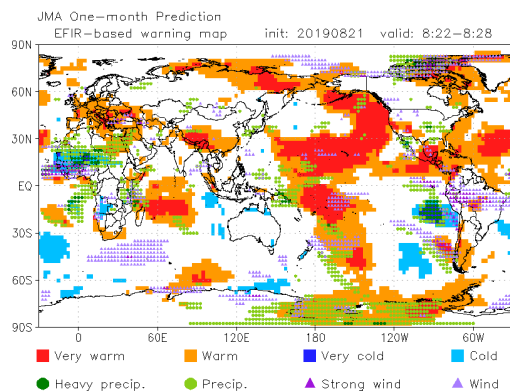 JMA One-month Prediction
EFIR-based warning map init: 20190821 valid: 8:22-8:28
90N
60N
30N
EQ
30S
60S
90S
0 60E 120E 180 120W 60W
Very warm Warm Very cold Cold
Heavy precip. Precip. Strong wind Wind